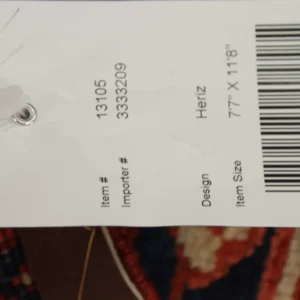 Item # 13105
Importer # 3333209
Design Heriz
Item Size 7'7" X 11'8"